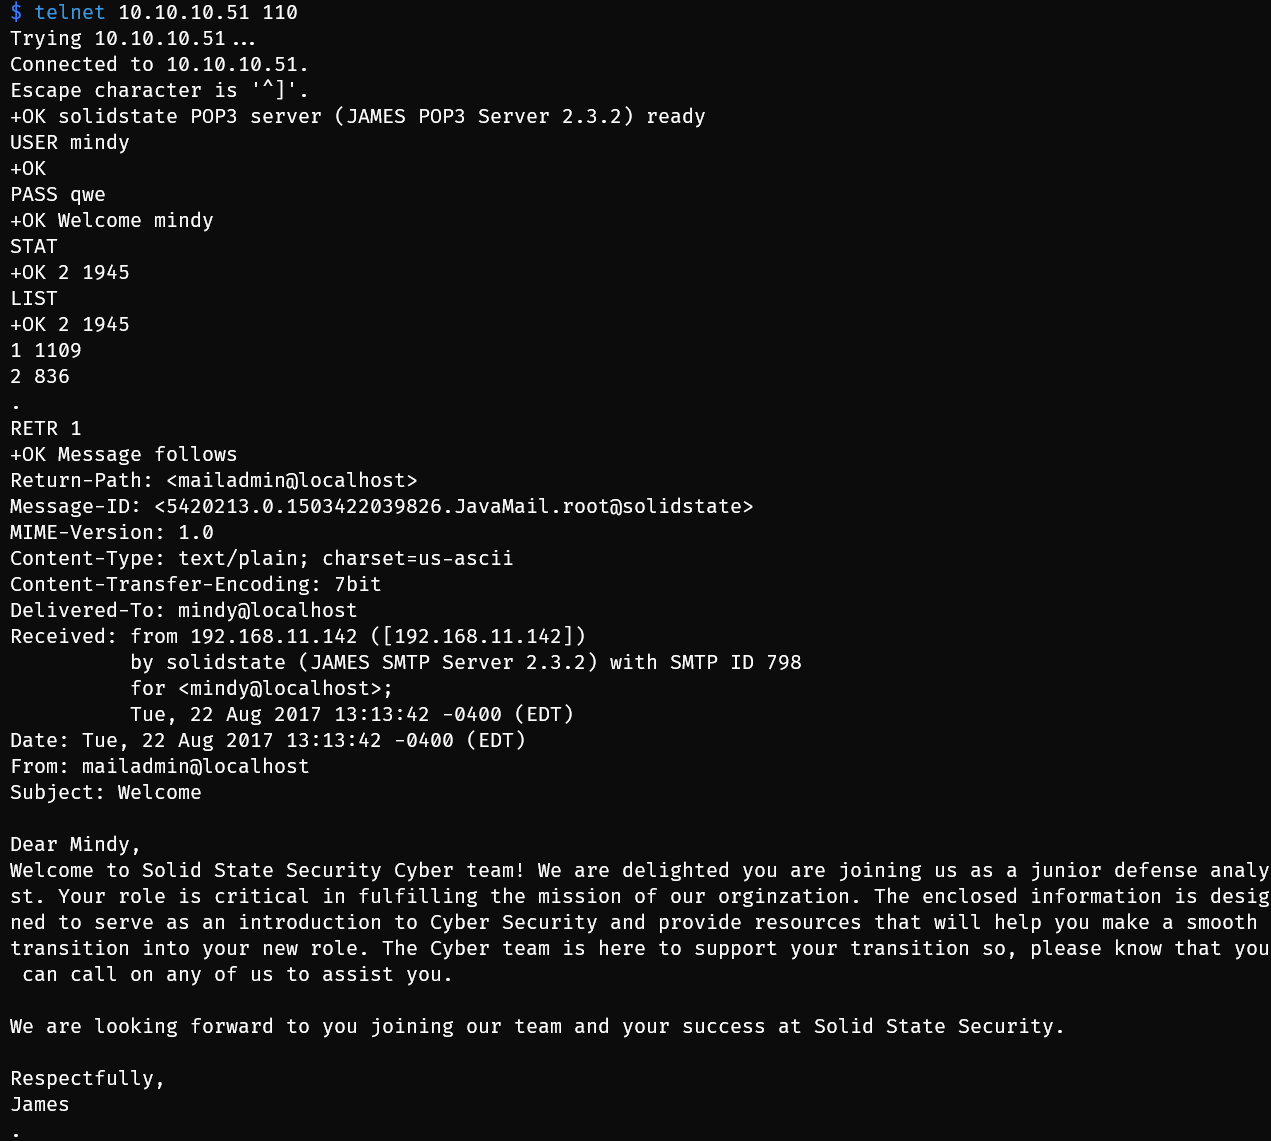 $ telnet 10.10.10.51 110
Trying 10.10.10.51...
Connected to 10.10.10.51.
Escape character is '^]'.
+OK solidstate POP3 server (JAMES POP3 Server 2.3.2) ready
USER mindy
+OK
PASS qwe
+OK Welcome mindy
STAT
+OK 2 1945
LIST
+OK 2 1945
1 1109
2 836
.
RETR 1
+OK Message follows
Return-Path: <mailadmin@localhost>
Message-ID: <5420213.0.1503422039826.JavaMail.root@solidstate>
MIME-Version: 1.0
Content-Type: text/plain; charset=us-ascii
Content-Transfer-Encoding: 7bit
Delivered-To: mindy@localhost
Received: from 192.168.11.142 ([192.168.11.142])
          by solidstate (JAMES SMTP Server 2.3.2) with SMTP ID 798
          for <mindy@localhost>;
          Tue, 22 Aug 2017 13:13:42 -0400 (EDT)
Date: Tue, 22 Aug 2017 13:13:42 -0400 (EDT)
From: mailadmin@localhost
Subject: Welcome

Dear Mindy,
Welcome to Solid State Security Cyber team! We are delighted you are joining us as a junior defense analy
st. Your role is critical in fulfilling the mission of our orginzation. The enclosed information is desig
ned to serve as an introduction to Cyber Security and provide resources that will help you make a smooth
transition into your new role. The Cyber team is here to support your transition so, please know that you
 can call on any of us to assist you.

We are looking forward to you joining our team and your success at Solid State Security.

Respectfully,
James
.